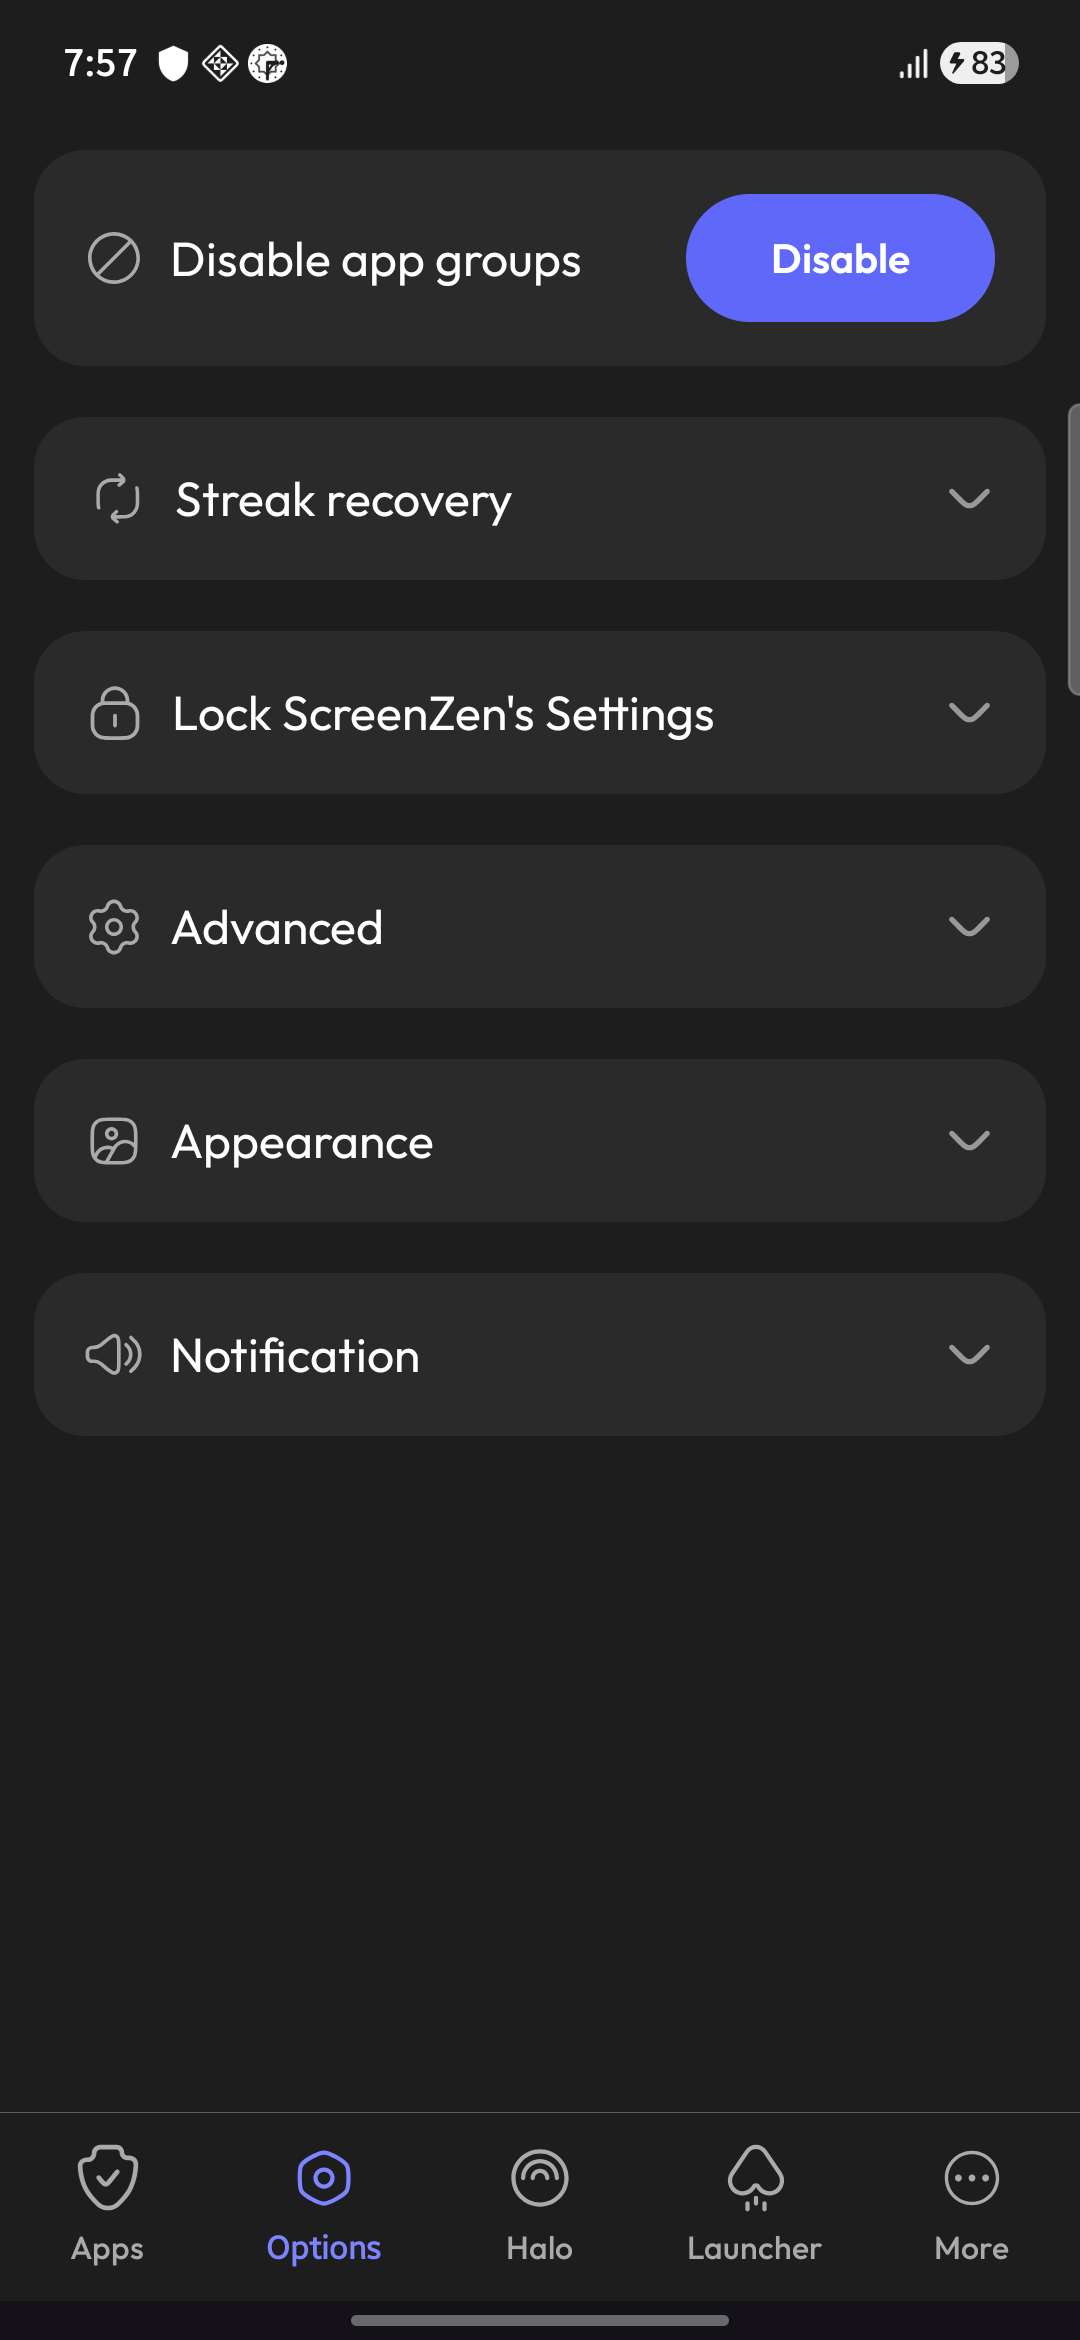 7:57
83
Disable app groups
Disable
Streak recovery
Lock ScreenZen's Settings
Advanced
Appearance
Notification
Apps
Options
Halo
Launcher
More